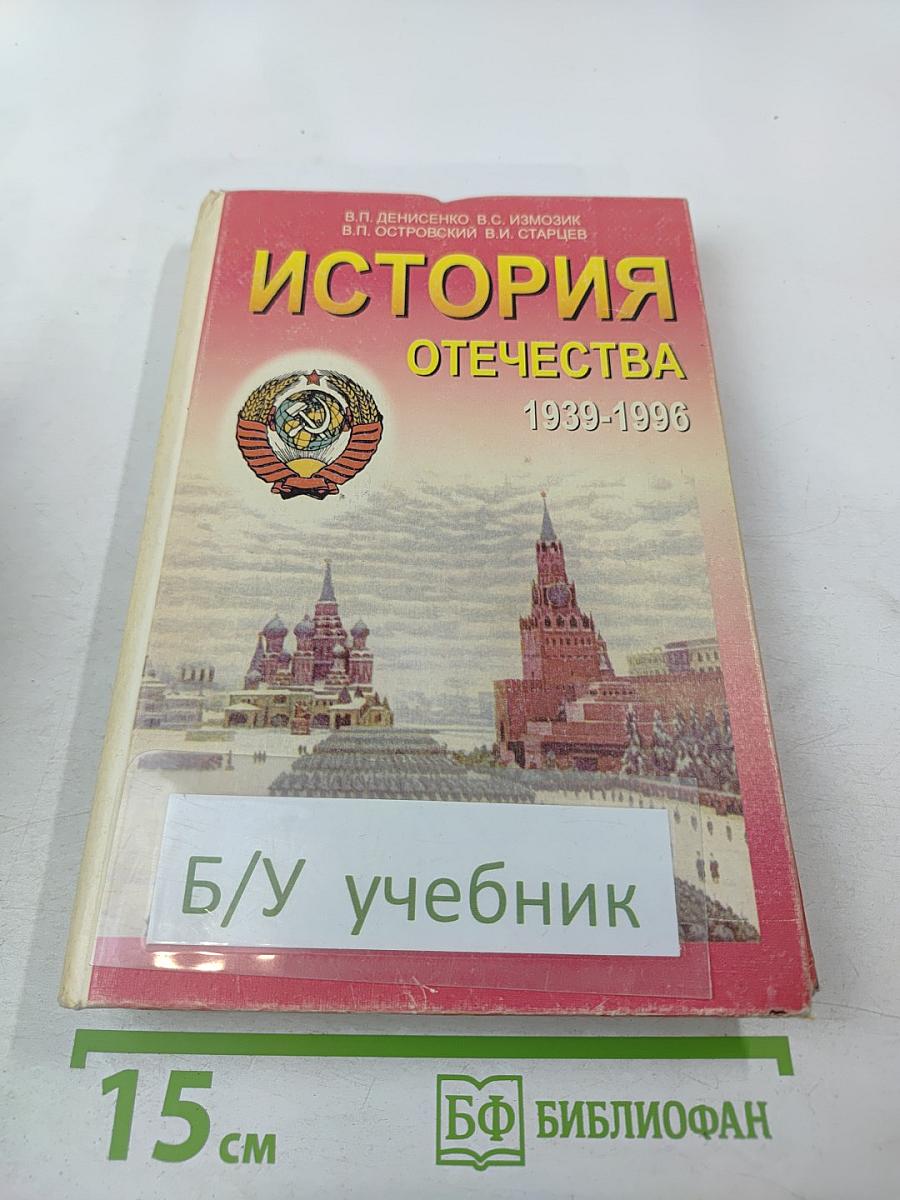 В.П. ДЕНИСЕНКО В.С. ИЗМОЗИК
В.П. ОСТРОВСКИЙ В.И. СТАРЦЕВ
ИСТОРИЯ
ОТЕЧЕСТВА
1939-1996
Б/У учебник
15 см
БФ БИБЛИОФАН